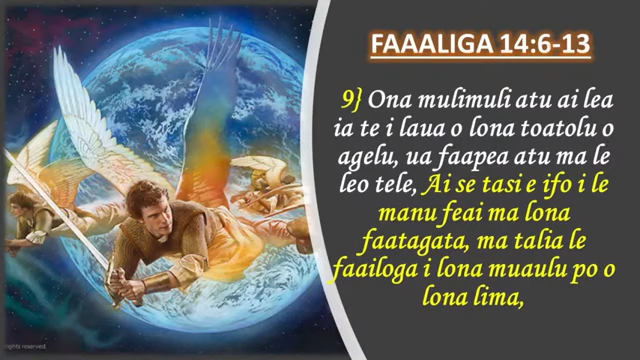 FAAALIGA 14:6-13
9} Ona mulimuli atu ai lea
ia te i laua o lona toatolu o
agelu, ua faapea atu ma le
leo tele, Ai se tasi e ifo i le
manu feai ma lona
faatagata, ma talia le
faailoga i lona muaulu po o
lona lima,
rights reserved.